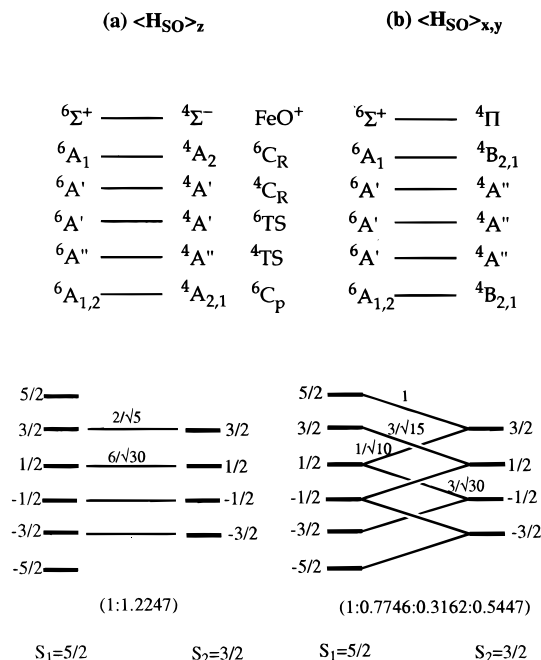 (a) <H_SO>_z (b) <H_SO>_x,y
⁶Σ⁺ ⁴Σ⁻ FeO⁺ ⁶Σ⁺ ⁴Π
⁶A₁ ⁴A₂ ⁶C_R ⁶A₁ ⁴B₂,₁
⁶A' ⁴A' ⁴C_R ⁶A' ⁴A"
⁶A' ⁴A' ⁶TS ⁶A' ⁴A"
⁶A" ⁴A" ⁴TS ⁶A' ⁴A"
⁶A₁,₂ ⁴A₂,₁ ⁶C_p ⁶A₁,₂ ⁴B₂,₁
5/2 5/2 1
3/2 2/√5 3/2 3/2 3/√15 3/2
1/2 6/√30 1/2 1/2 1/√10 1/2
-1/2 -1/2 -1/2 3/√30 -1/2
-3/2 -3/2 -3/2 -3/2
-5/2 -5/2
(1:1.2247) (1:0.7746:0.3162:0.5447)
S₁=5/2 S₂=3/2 S₁=5/2 S₂=3/2